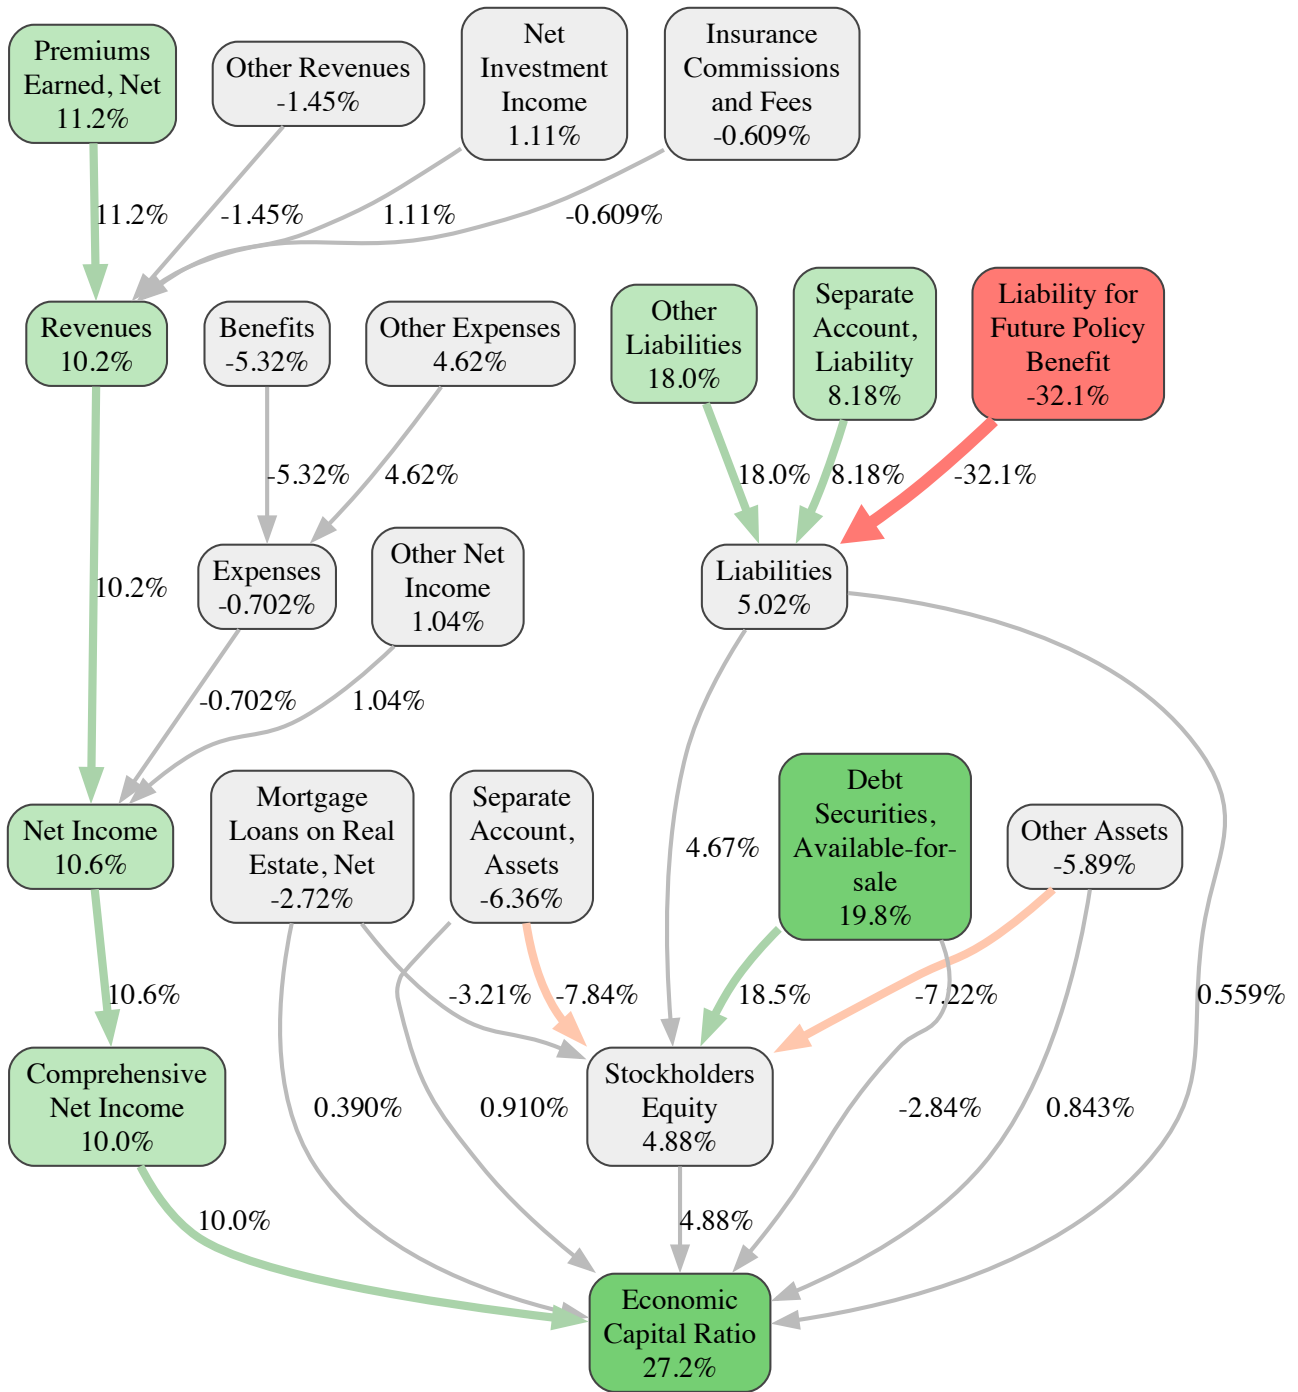 Premiums
Earned, Net
11.2%
Other Revenues
-1.45%
Net
Investment
Income
1.11%
Insurance
Commissions
and Fees
-0.609%
11.2%
-1.45%
1.11%
-0.609%
Revenues
10.2%
Benefits
-5.32%
Other Expenses
4.62%
Other
Liabilities
18.0%
Separate
Account,
Liability
8.18%
Liability for
Future Policy
Benefit
-32.1%
-5.32%
4.62%
18.0%
8.18%
-32.1%
10.2%
Expenses
-0.702%
Other Net
Income
1.04%
Liabilities
5.02%
-0.702%
1.04%
Net Income
10.6%
Mortgage
Loans on Real
Estate, Net
-2.72%
Separate
Account,
Assets
-6.36%
4.67%
Debt
Securities,
Available-for-
sale
19.8%
Other Assets
-5.89%
10.6%
-3.21%
-7.84%
18.5%
-7.22%
0.559%
Comprehensive
Net Income
10.0%
0.390%
0.910%
Stockholders
Equity
4.88%
-2.84%
0.843%
10.0%
4.88%
Economic
Capital Ratio
27.2%